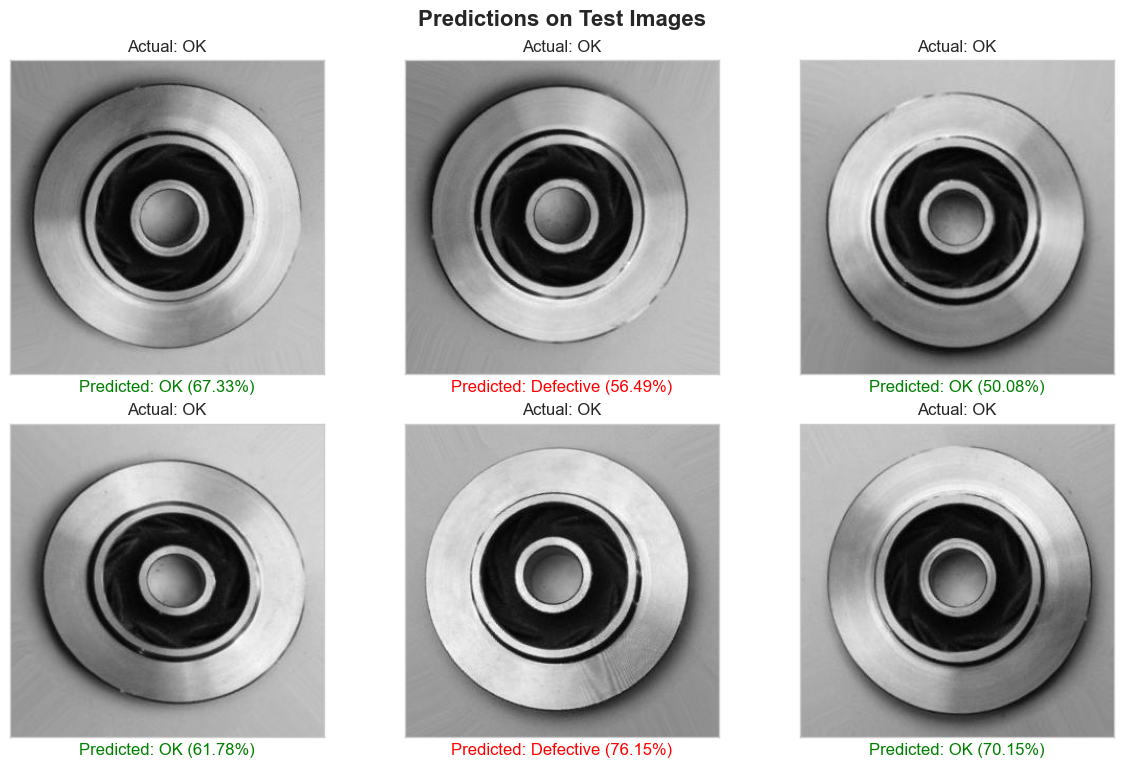 Predictions on Test Images
Actual: OK
Actual: OK
Actual: OK
Predicted: OK (67.33%)
Predicted: Defective (56.49%)
Predicted: OK (50.08%)
Actual: OK
Actual: OK
Actual: OK
Predicted: OK (61.78%)
Predicted: Defective (76.15%)
Predicted: OK (70.15%)